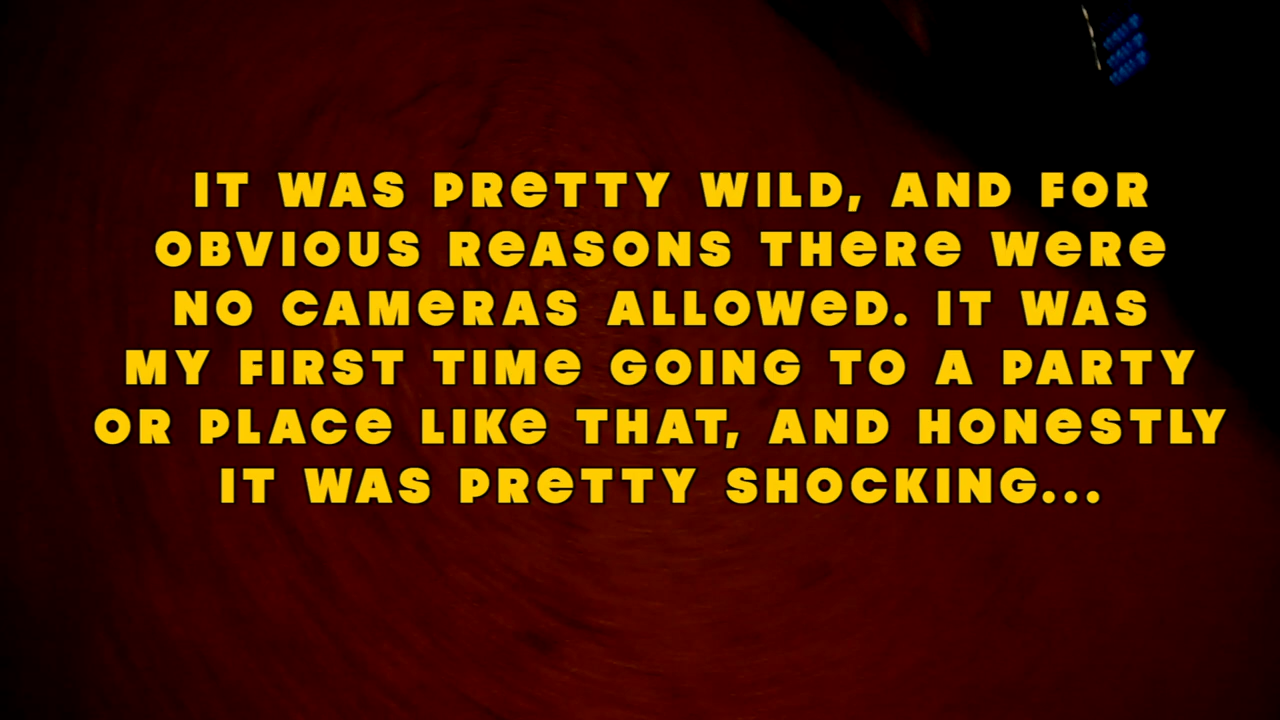 IT WAS PReTTY WILD, AND FOR
OBVIOUS ReASONS THeRe WeRe
NO CAMeRAS ALLOWeD. IT WAS
MY FIRST TIMe GOING TO A PARTY
OR PLACe LIKe THAT, AND HONeSTLY
IT WAS PReTTY SHOCKING...